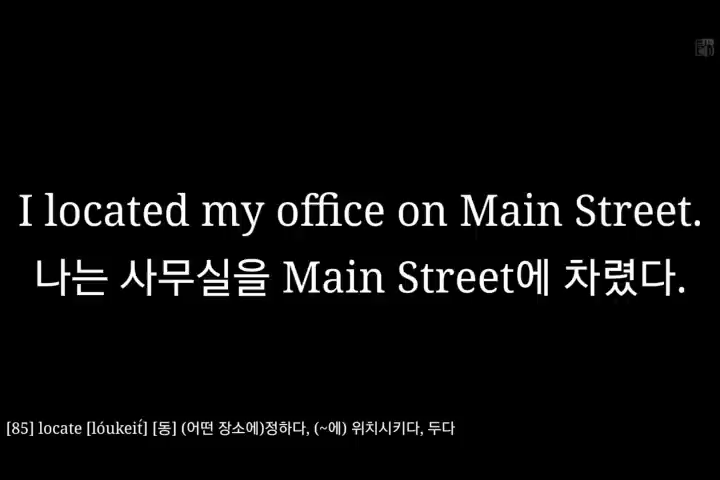 I located my office on Main Street.
나는 사무실을 Main Street에 차렸다.
[85] locate [lóukeit́] [동] (어떤 장소에)정하다, (~에) 위치시키다, 두다